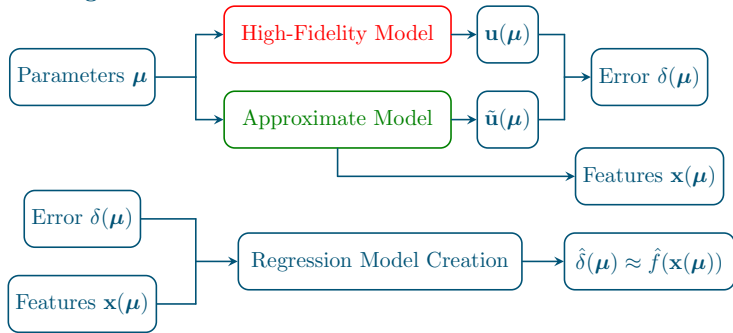 High-Fidelity Model
𝐮(𝝁)
Parameters 𝝁
Error δ(𝝁)
Approximate Model
ũ(𝝁)
Features 𝐱(𝝁)
Error δ(𝝁)
Regression Model Creation
δ̂(𝝁) ≈ f̂(𝐱(𝝁))
Features 𝐱(𝝁)